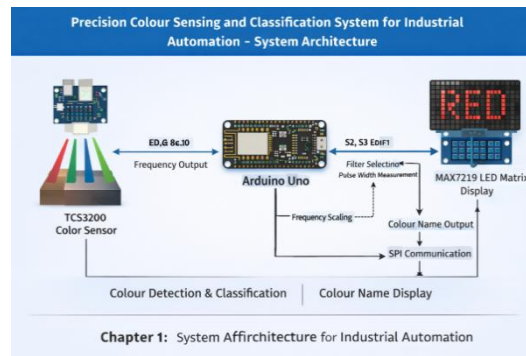 Precision Colour Sensing and Classification System for Industrial
Automation – System Architecture
RED
ED,G 8c.10
Frequency Output
S2, S3 EDIF1
Filter Selectino
Pulse Width Measurement
Arduino Uno
MAX7219 LED Matrix
Display
TCS3200
Color Sensor
Frequency Scaling
Colour Name Output
SPI Communication
Colour Detection & Classification
Colour Name Display
Chapter 1: System Affirchitecture for Industrial Automation